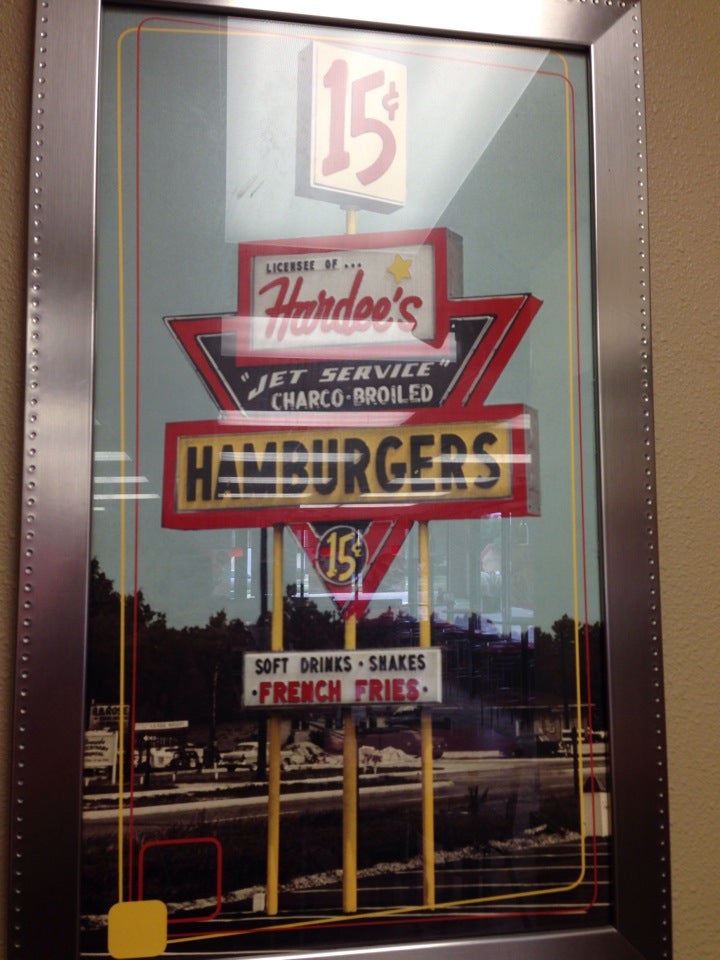 15¢
LICENSEE OF...
Hardee's
"JET SERVICE"
CHARCO-BROILED
HAMBURGERS
15¢
SOFT DRINKS • SHAKES
• FRENCH FRIES •